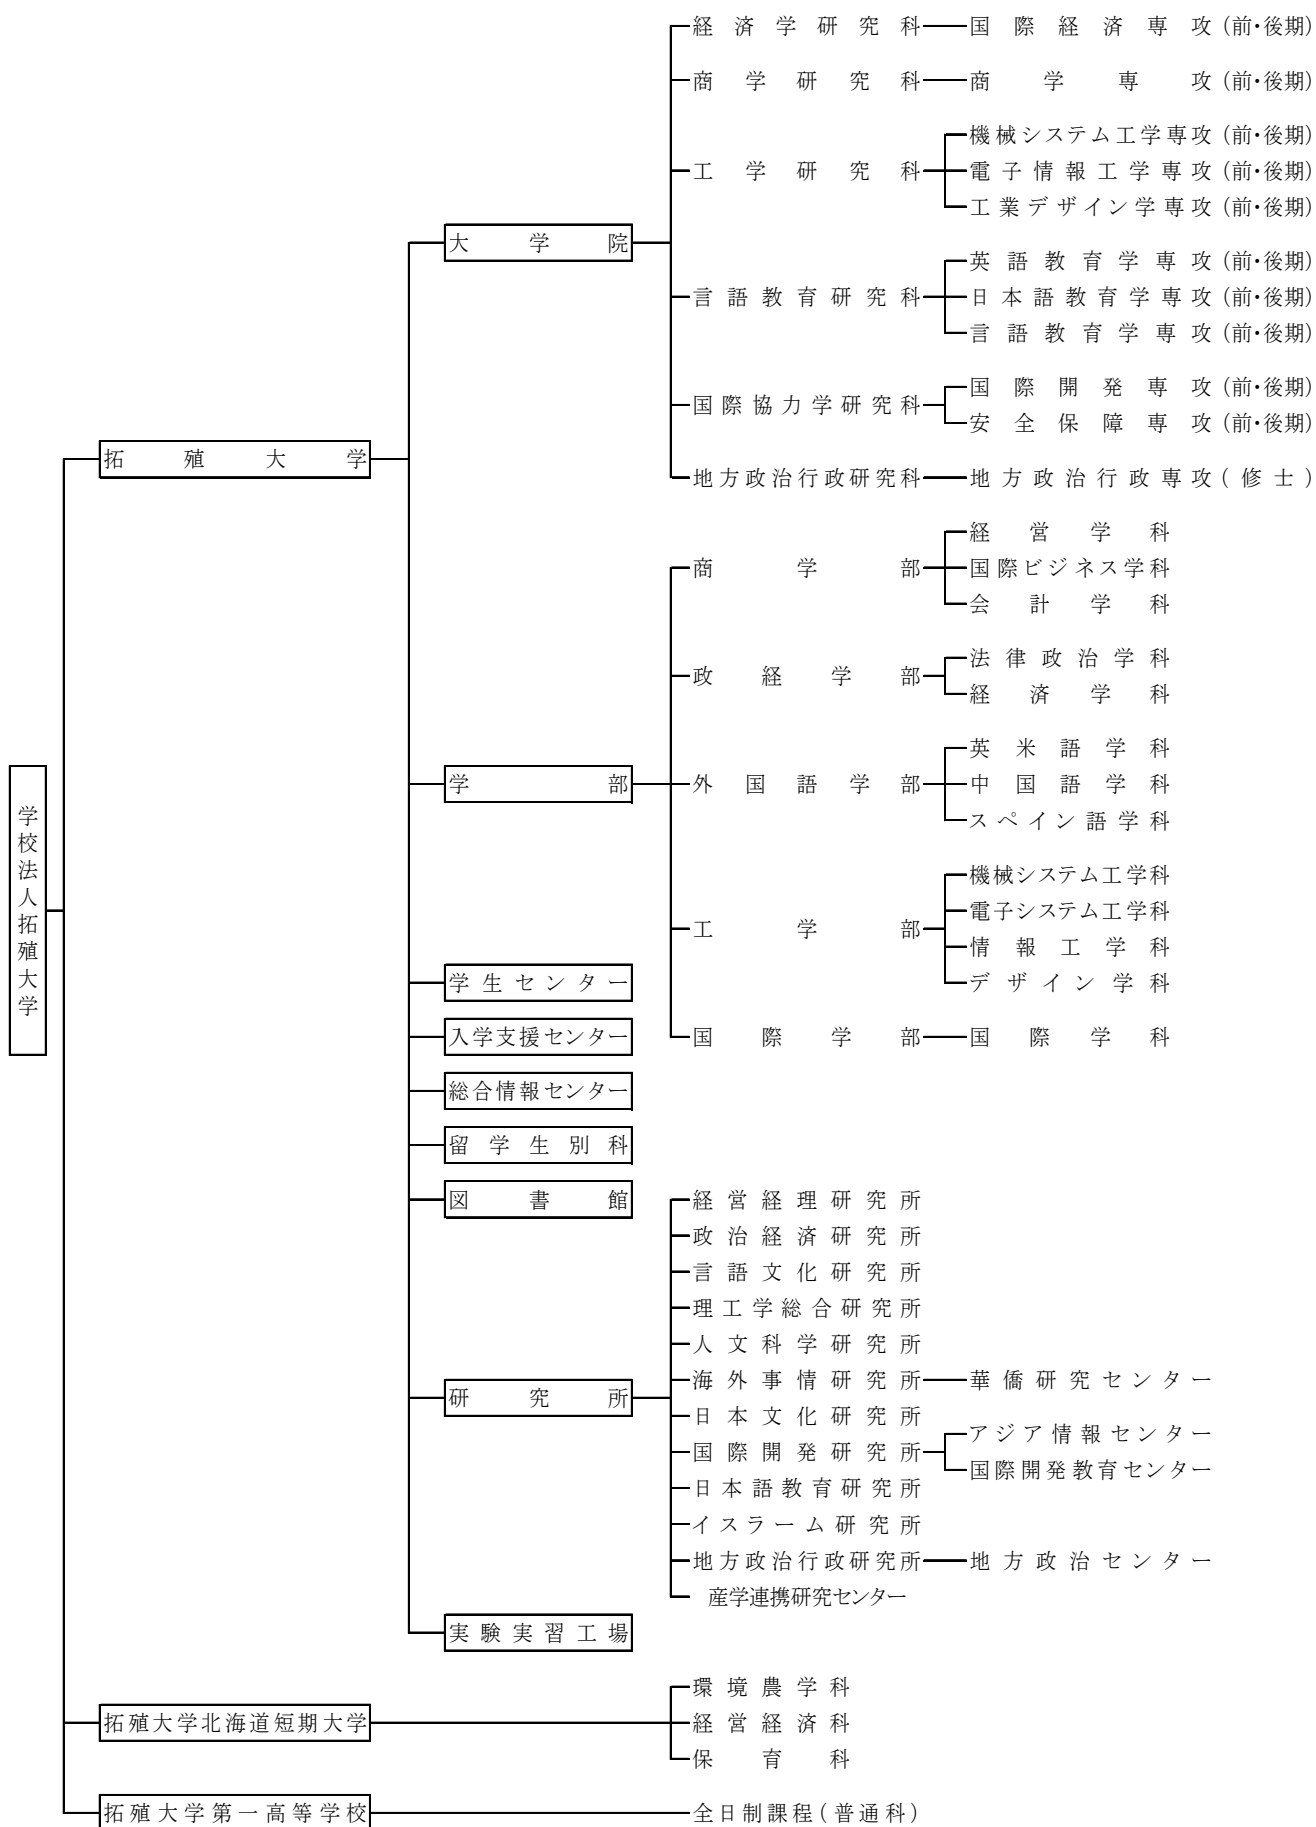 学校法人拓殖大学
拓殖大学
大学院
経済学研究科 国際経済専攻(前・後期)
商学研究科 商学専攻(前・後期)
工学研究科
機械システム工学専攻(前・後期)
電子情報工学専攻(前・後期)
工業デザイン学専攻(前・後期)
言語教育研究科
英語教育学専攻(前・後期)
日本語教育学専攻(前・後期)
言語教育学専攻(前・後期)
国際協力学研究科
国際開発専攻(前・後期)
安全保障専攻(前・後期)
地方政治行政研究科 地方政治行政専攻(修士)
学部
商学部
経営学科
国際ビジネス学科
会計学科
政経学部
法律政治学科
経済学科
外国語学部
英米語学科
中国語学科
スペイン語学科
工学部
機械システム工学科
電子システム工学科
情報工学科
デザイン学科
国際学部 国際学科
学生センター
入学支援センター
総合情報センター
留学生別科
図書館
研究所
経営経理研究所
政治経済研究所
言語文化研究所
理工学総合研究所
人文科学研究所
海外事情研究所 華僑研究センター
日本文化研究所
国際開発研究所
アジア情報センター
国際開発教育センター
日本語教育研究所
イスラーム研究所
地方政治行政研究所 地方政治センター
産学連携研究センター
実験実習工場
拓殖大学北海道短期大学
環境農学科
経営経済科
保育科
拓殖大学第一高等学校 全日制課程(普通科)